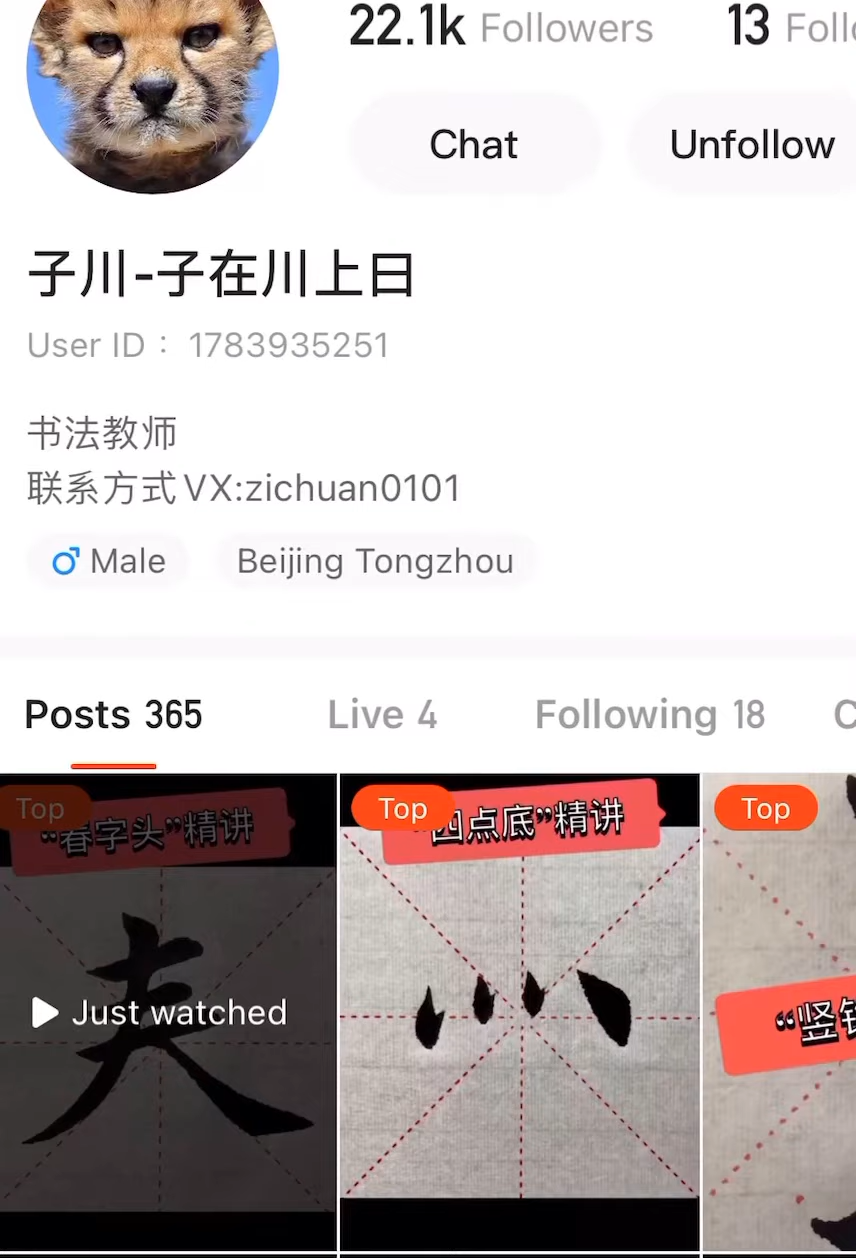 22.1k Followers 13
Chat Unfollow
子川-子在川上曰
User ID： 1783935251
书法教师
联系方式VX:zichuan0101
Male Beijing Tongzhou
Posts 365 Live 4 Following 18
Top Top Top
“春字头”精讲 “四点底”精讲
Just watched
“竖